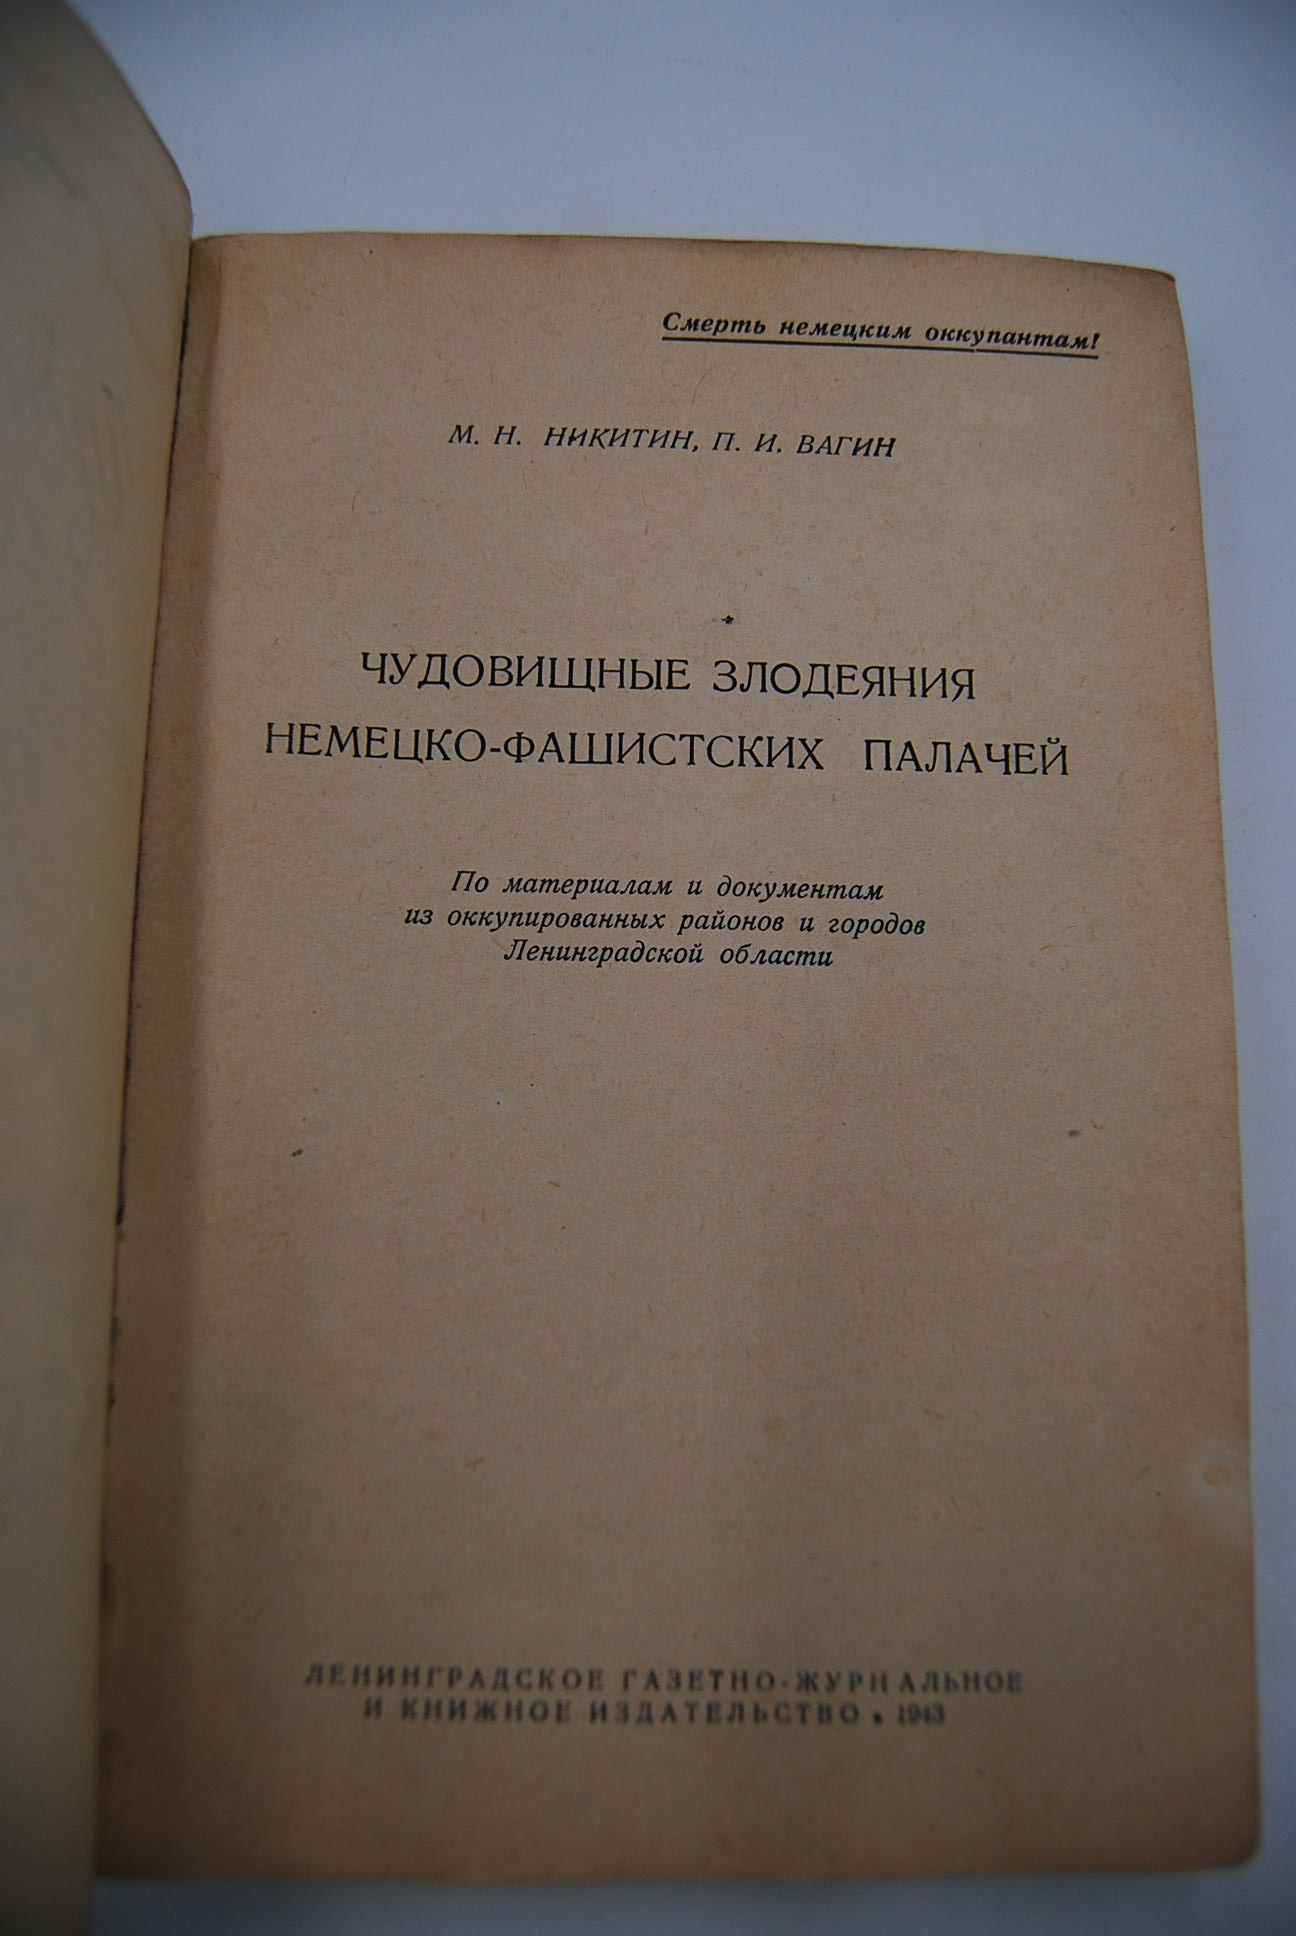 Смерть немецким оккупантам!
М. Н. НИКИТИН, П. И. ВАГИН
ЧУДОВИЩНЫЕ ЗЛОДЕЯНИЯ
НЕМЕЦКО-ФАШИСТСКИХ ПАЛАЧЕЙ
По материалам и документам
из оккупированных районов и городов
Ленинградской области
ЛЕНИНГРАДСКОЕ ГАЗЕТНО-ЖУРНАЛЬНОЕ
И КНИЖНОЕ ИЗДАТЕЛЬСТВО • 1943